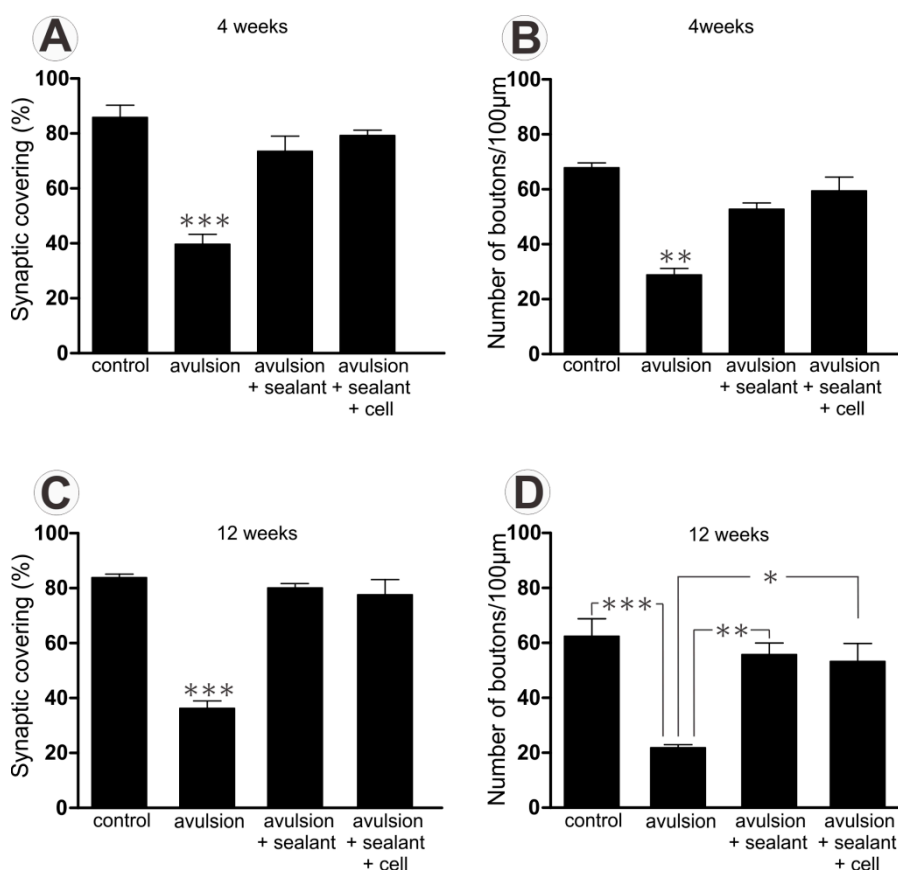 A
4 weeks
Synaptic covering (%)
100
80
60
40
20
0
***
control
avulsion
avulsion
+ sealant
avulsion
+ sealant
+ cell
B
4weeks
Number of boutons/100µm
100
80
60
40
20
0
**
control
avulsion
avulsion
+ sealant
avulsion
+ sealant
+ cell
C
12 weeks
Synaptic covering (%)
100
80
60
40
20
0
***
control
avulsion
avulsion
+ sealant
avulsion
+ sealant
+ cell
D
12 weeks
Number of boutons/100µm
100
80
60
40
20
0
*
***
**
control
avulsion
avulsion
+ sealant
avulsion
+ sealant
+ cell